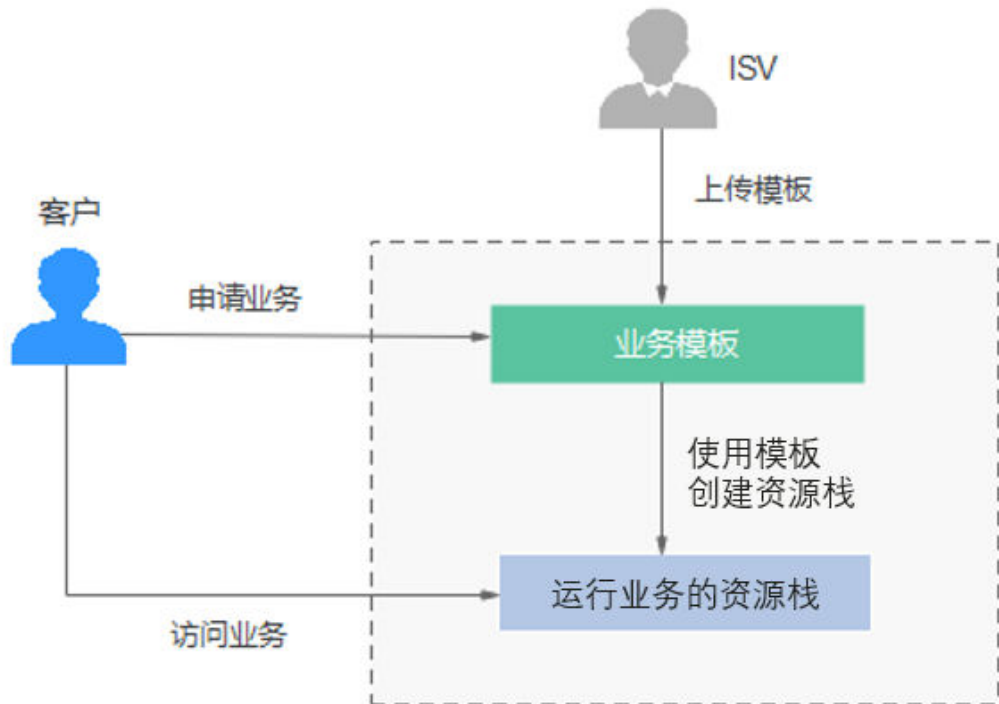 ISV
上传模板
客户
申请业务
业务模板
使用模板
创建资源栈
运行业务的资源栈
访问业务